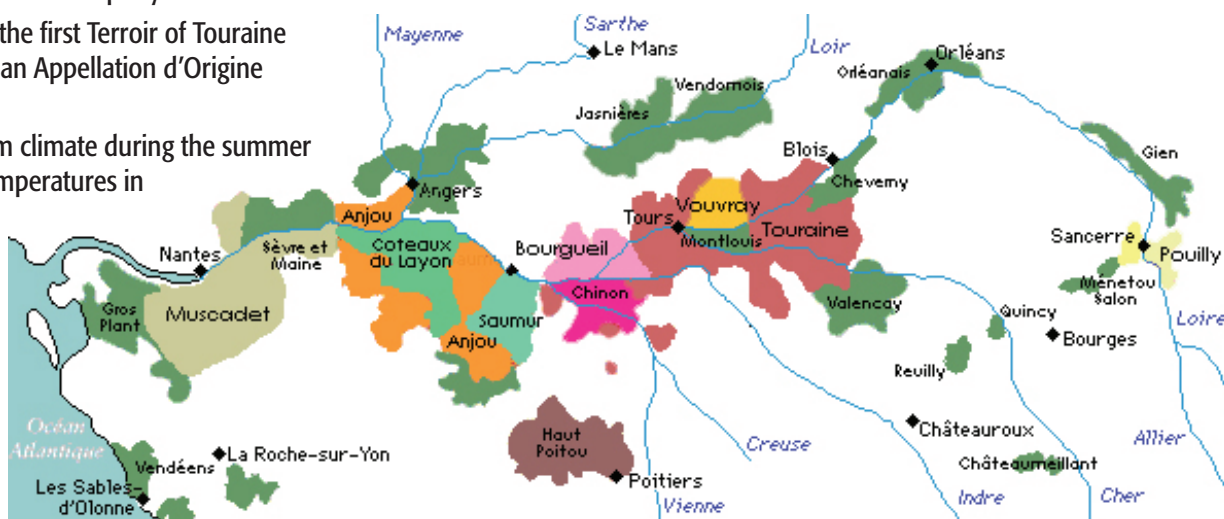 the first Terroir of Touraine
an Appellation d’Origine
climate during the summer
mperatures in
Mayenne
Sarthe
Le Mans
Loir
Orléans
Orléanais
Vendomois
Jasnières
Gien
Blois
Cheverny
Angers
Anjou
Vouvray
Tours
Touraine
Montlouis
Sancerre
Pouilly
Nantes
Sèvre et
Maine
Coteaux
du Layon
Bourgueil
Chinon
Ménetou
Salon
Valencay
Gros
Plant
Muscadet
Saumur
Quincy
Loire
Anjou
Bourges
Reuilly
Océan
Atlantique
Haut
Poitou
Creuse
Châteauroux
Allier
La Roche-sur-Yon
Vendéens
Châteaumeillant
Poitiers
Les Sables-
d'Olonne
Vienne
Indre
Cher